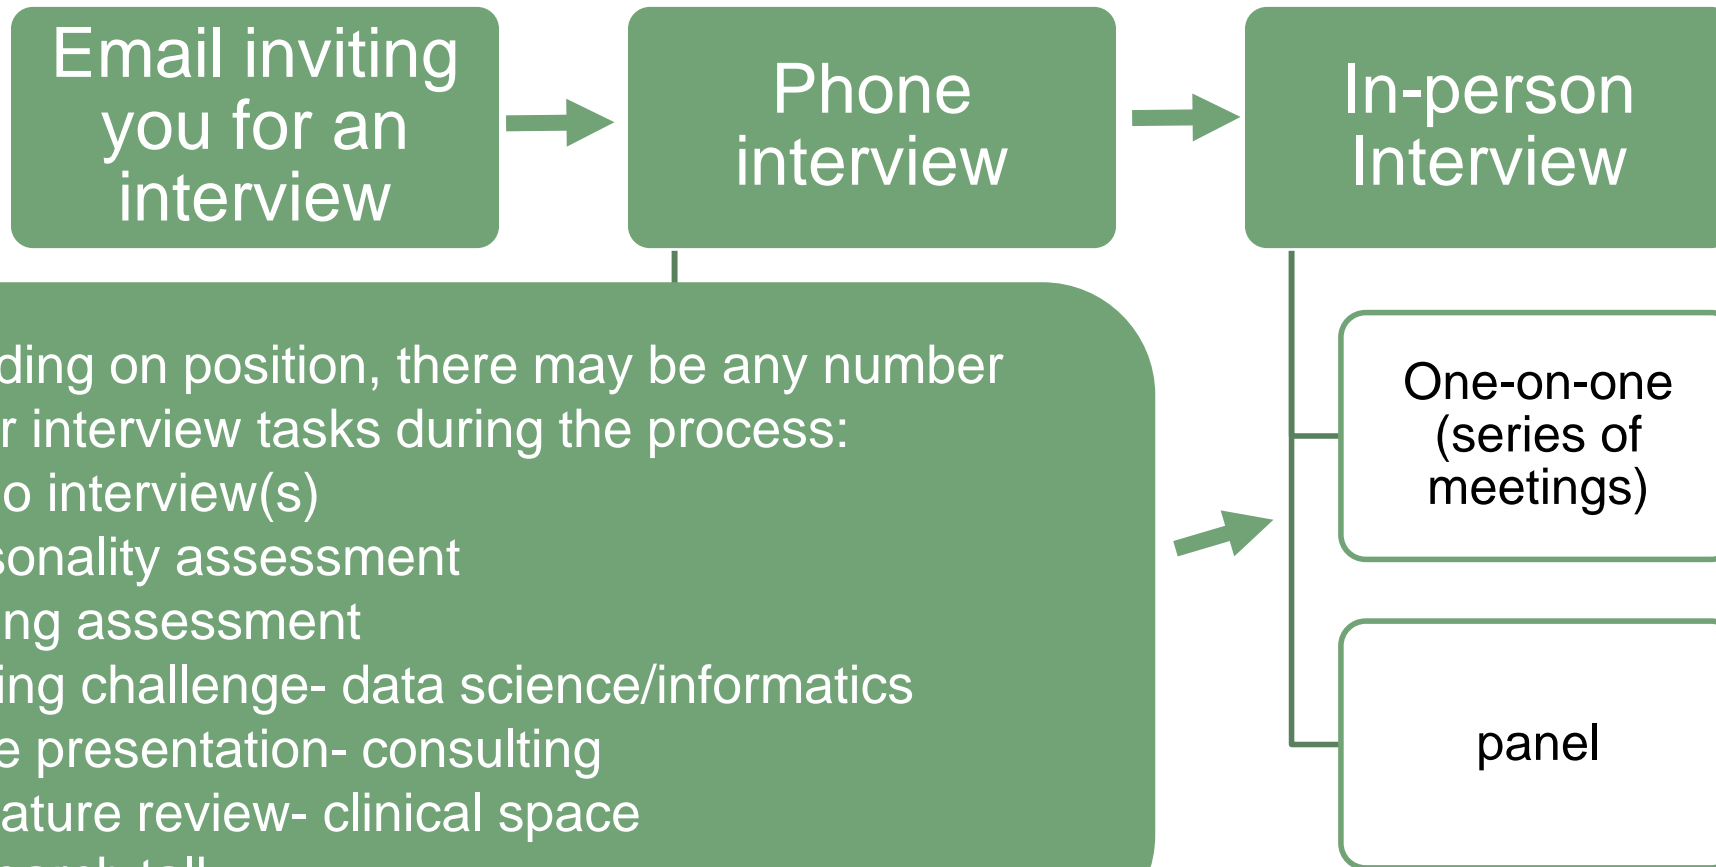 Email inviting
you for an
interview
Phone
interview
In-person
Interview
ding on position, there may be any number
r interview tasks during the process:
o interview(s)
sonality assessment
ng assessment
ing challenge- data science/informatics
e presentation- consulting
ature review- clinical space
One-on-one
(series of
meetings)
panel